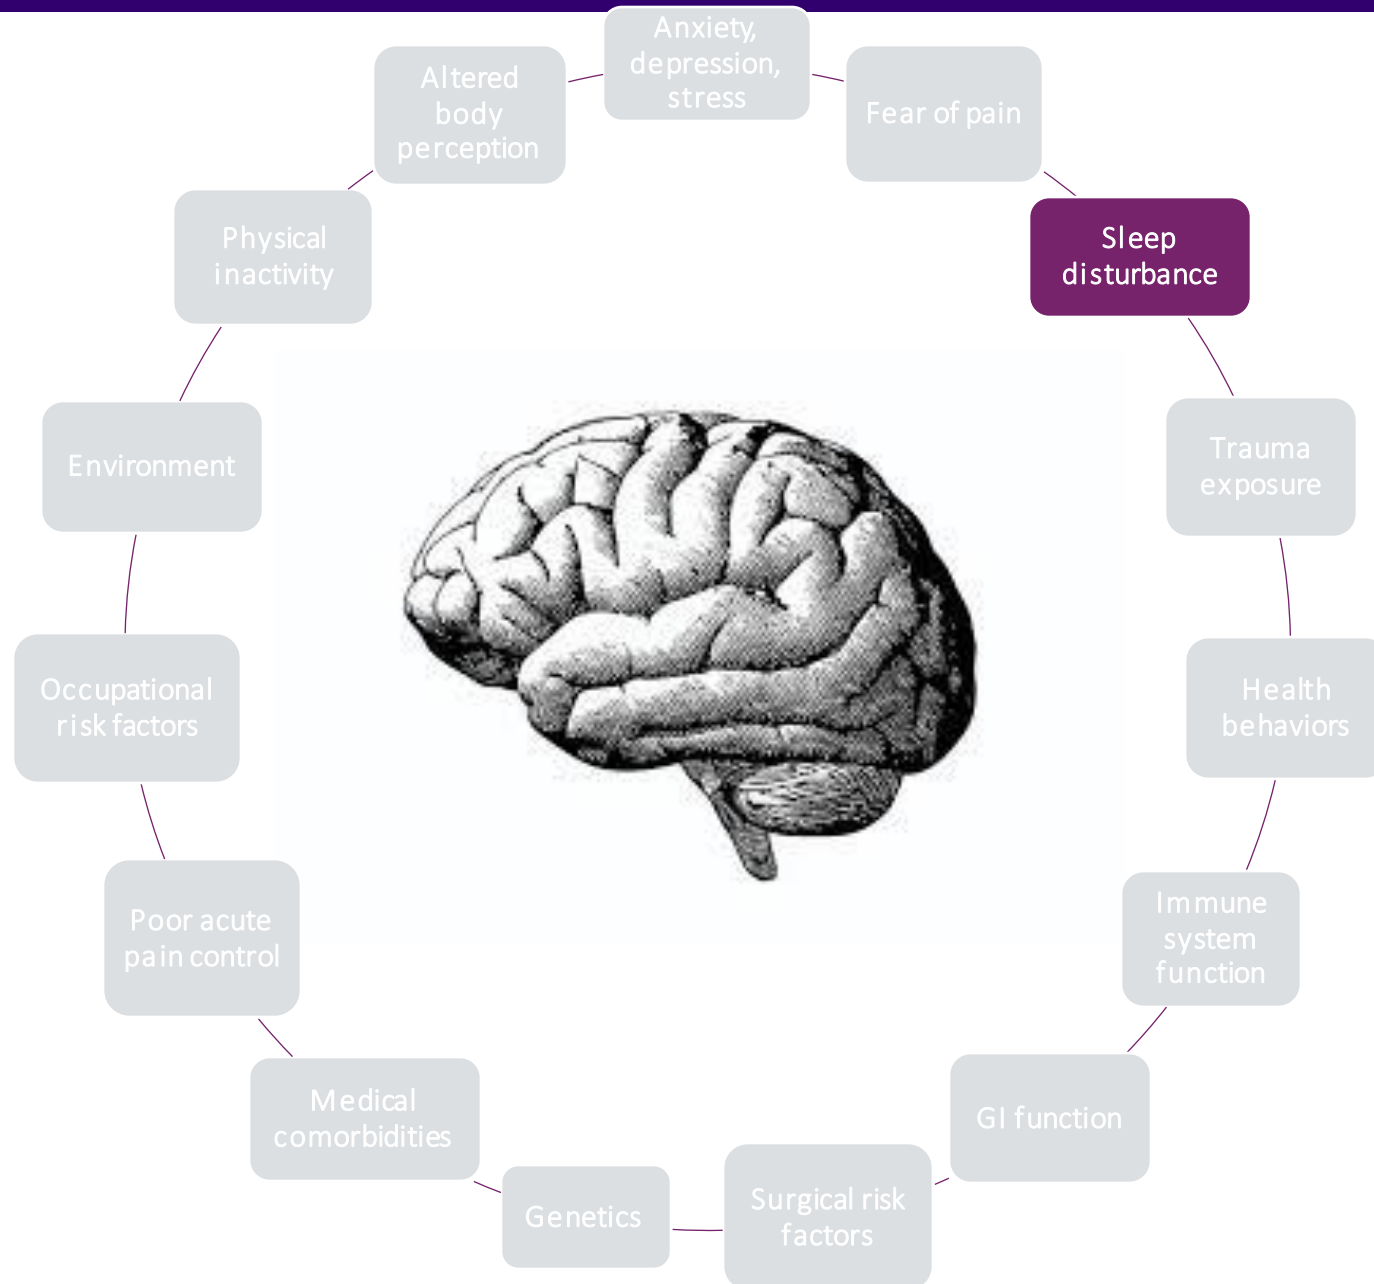 Anxiety,
depression,
stress
Fear of pain
Sleep
disturbance
Trauma
exposure
Health
behaviors
Immune
system
function
GI function
Surgical risk
factors
Genetics
Medical
comorbidities
Poor acute
pain control
Occupational
risk factors
Environment
Physical
inactivity
Altered
body
perception